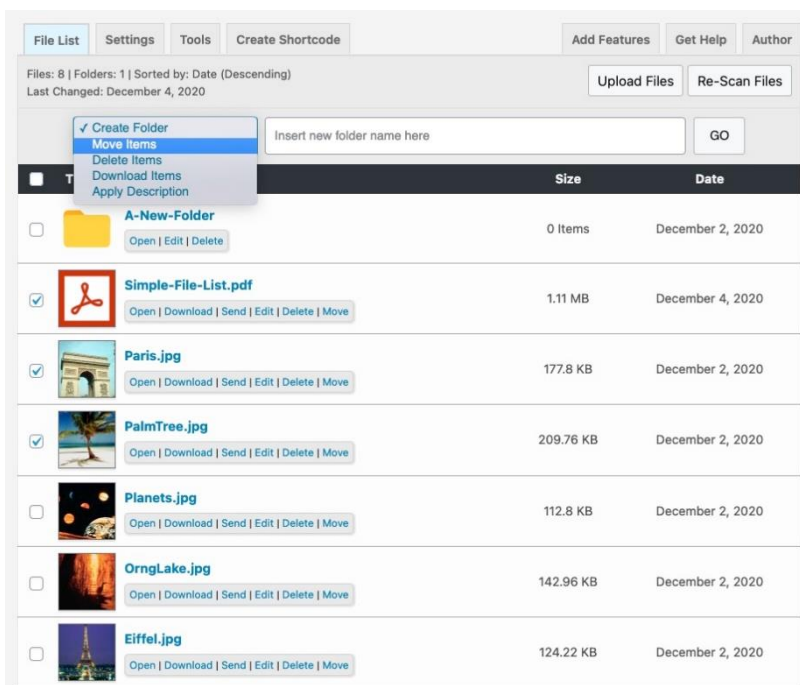 File List Settings Tools Create Shortcode Add Features Get Help Author
Files: 8 | Folders: 1 | Sorted by: Date (Descending)
Last Changed: December 4, 2020
Upload Files Re-Scan Files
✓ Create Folder
Move Items
Delete Items
Download Items
Apply Description
Insert new folder name here GO
Size Date
A-New-Folder
Open | Edit | Delete
0 Items December 2, 2020
Simple-File-List.pdf
Open | Download | Send | Edit | Delete | Move
1.11 MB December 4, 2020
Paris.jpg
Open | Download | Send | Edit | Delete | Move
177.8 KB December 2, 2020
PalmTree.jpg
Open | Download | Send | Edit | Delete | Move
209.76 KB December 2, 2020
Planets.jpg
Open | Download | Send | Edit | Delete | Move
112.8 KB December 2, 2020
OrngLake.jpg
Open | Download | Send | Edit | Delete | Move
142.96 KB December 2, 2020
Eiffel.jpg
Open | Download | Send | Edit | Delete | Move
124.22 KB December 2, 2020